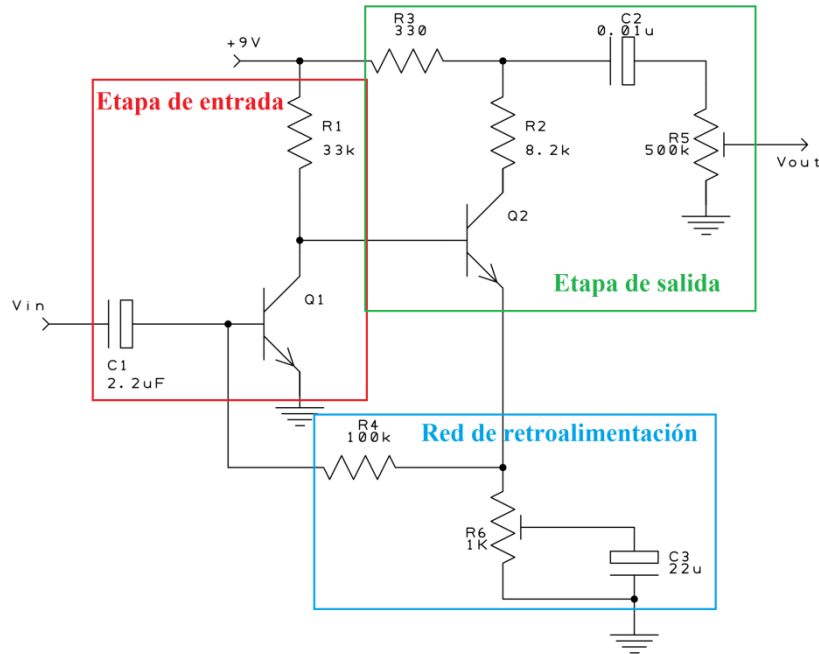 R3
330
C2
0.01u
+9V
Etapa de entrada
R1
33k
R2
8.2k
R5
500k
Vout
Q2
Etapa de salida
Vin
Q1
C1
2.2uF
R4
100k
Red de retroalimentación
R6
1K
C3
22u